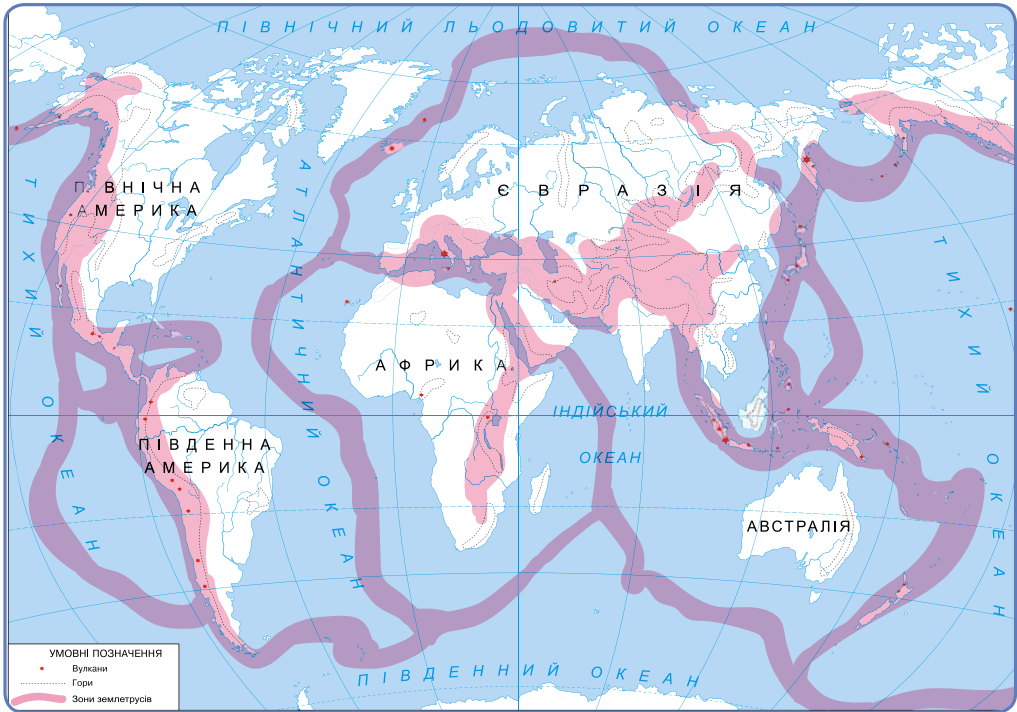 ПІВНІЧНИЙ ЛЬОДОВИТИЙ ОКЕАН
ПІВНІЧНА
АМЕРИКА
ЄВРАЗІЯ
АТЛАНТИЧНИЙ ОКЕАН
ТИХИЙ ОКЕАН
ТИХИЙ ОКЕАН
АФРИКА
ІНДІЙСЬКИЙ
ОКЕАН
ПІВДЕННА
АМЕРИКА
АВСТРАЛІЯ
ПІВДЕННИЙ ОКЕАН
УМОВНІ ПОЗНАЧЕННЯ
Вулкани
Гори
Зони землетрусів